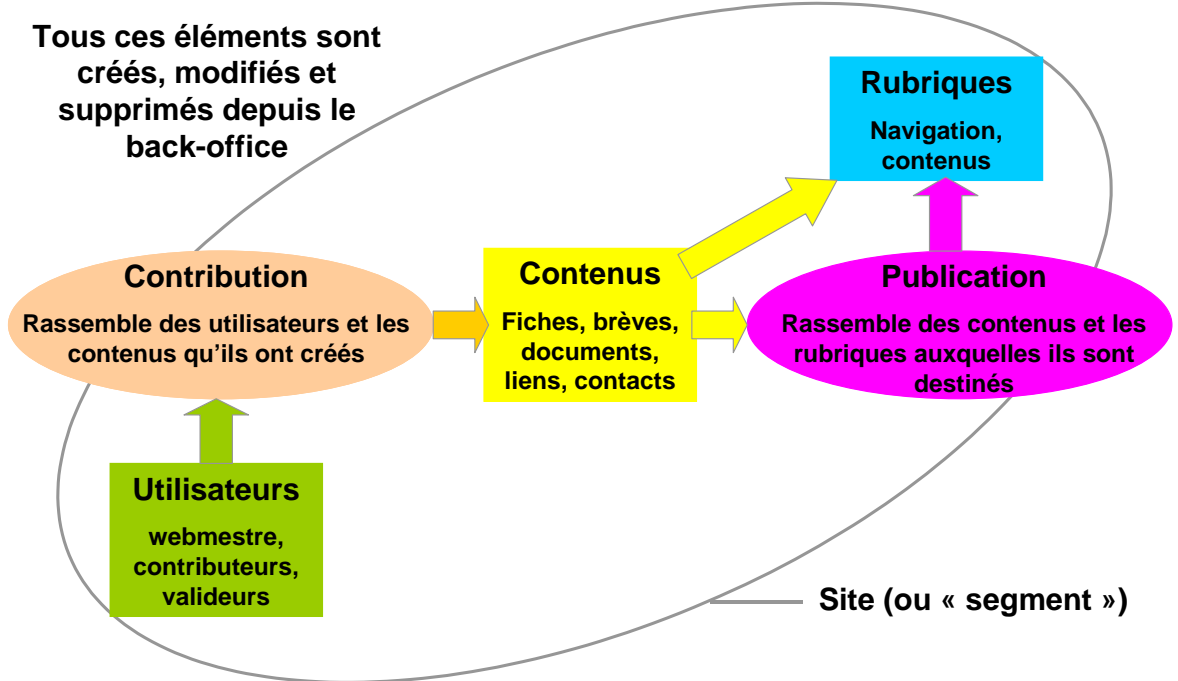 Tous ces éléments sont
créés, modifiés et
supprimés depuis le
back-office
Rubriques
Navigation,
contenus
Contribution
Rassemble des utilisateurs et les
contenus qu’ils ont créés
Contenus
Fiches, brèves,
documents,
liens, contacts
Publication
Rassemble des contenus et les
rubriques auxquelles ils sont
destinés
Utilisateurs
webmestre,
contributeurs,
valideurs
Site (ou « segment »)